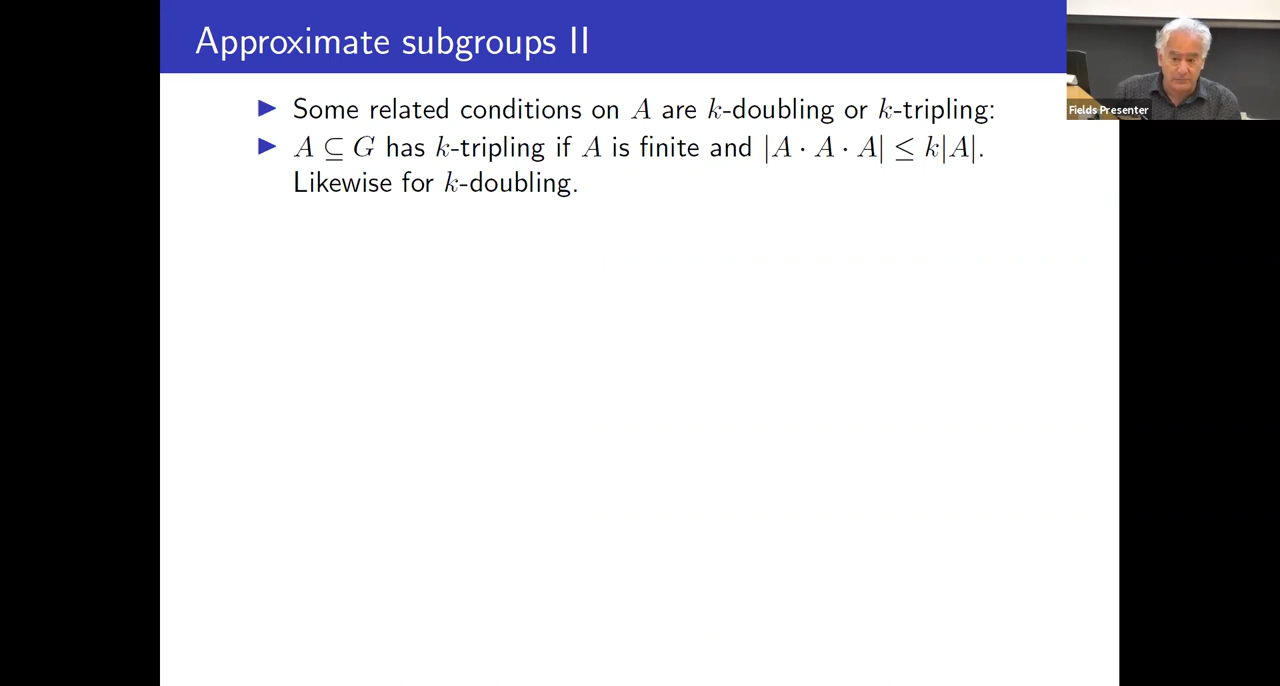 Approximate subgroups II
▶ Some related conditions on A are k-doubling or k-tripling:
▶ A ⊆ G has k-tripling if A is finite and |A · A · A| ≤ k|A|.
Likewise for k-doubling.
Fields Presenter